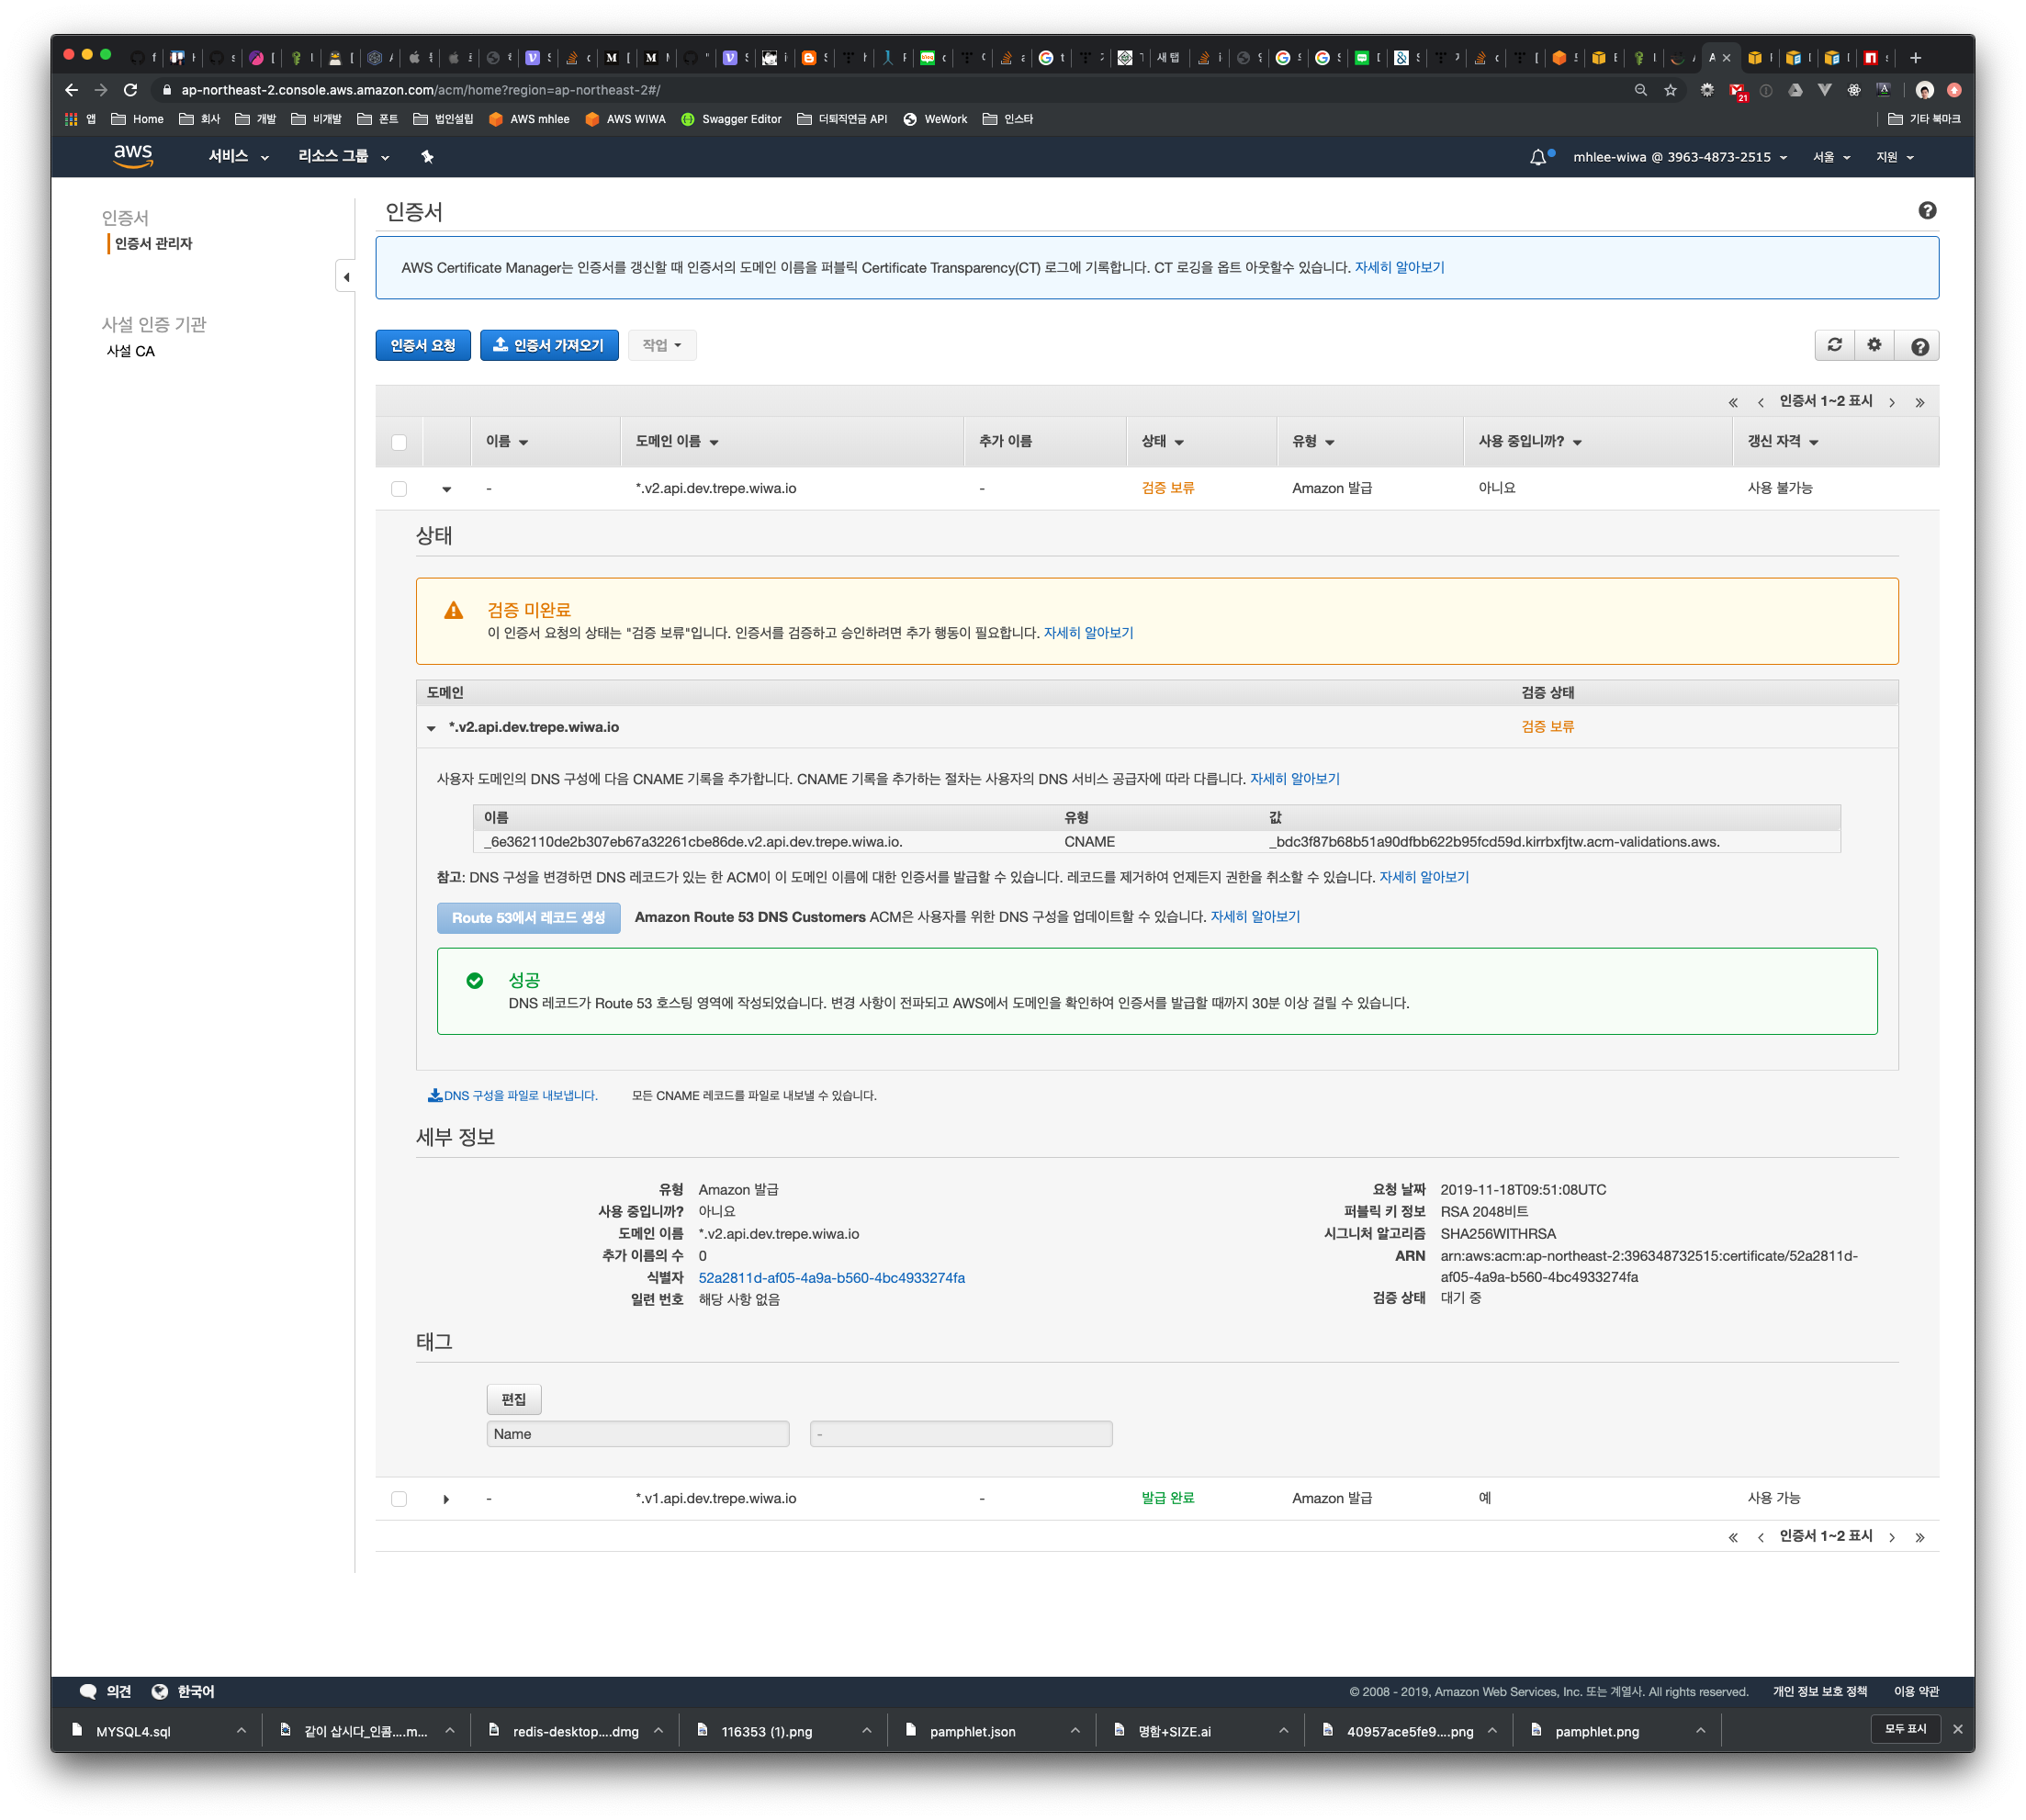 새 탭
ap-northeast-2.console.aws.amazon.com/acm/home?region=ap-northeast-2#/
21
앱 Home 회사 개발 비개발 폰트 법인설립 AWS mhlee AWS WIWA Swagger Editor 더퇴직연금 API WeWork 인스타 기타 북마크
aws 서비스 리소스 그룹 mhlee-wiwa @ 3963-4873-2515 서울 지원
인증서
인증서 관리자
사설 인증 기관
사설 CA
인증서
AWS Certificate Manager는 인증서를 갱신할 때 인증서의 도메인 이름을 퍼블릭 Certificate Transparency(CT) 로그에 기록합니다. CT 로깅을 옵트 아웃할수 있습니다. 자세히 알아보기
인증서 요청 인증서 가져오기 작업
« ‹ 인증서 1~2 표시 › »
이름 도메인 이름 추가 이름 상태 유형 사용 중입니까? 갱신 자격
- *.v2.api.dev.trepe.wiwa.io - 검증 보류 Amazon 발급 아니요 사용 불가능
상태
검증 미완료
이 인증서 요청의 상태는 "검증 보류"입니다. 인증서를 검증하고 승인하려면 추가 행동이 필요합니다. 자세히 알아보기
도메인 검증 상태
*.v2.api.dev.trepe.wiwa.io 검증 보류
사용자 도메인의 DNS 구성에 다음 CNAME 기록을 추가합니다. CNAME 기록을 추가하는 절차는 사용자의 DNS 서비스 공급자에 따라 다릅니다. 자세히 알아보기
이름 유형 값
_6e362110de2b307eb67a32261cbe86de.v2.api.dev.trepe.wiwa.io. CNAME _bdc3f87b68b51a90dfbb622b95fcd59d.kirrbxfjtw.acm-validations.aws.
참고: DNS 구성을 변경하면 DNS 레코드가 있는 한 ACM이 이 도메인 이름에 대한 인증서를 발급할 수 있습니다. 레코드를 제거하여 언제든지 권한을 취소할 수 있습니다. 자세히 알아보기
Route 53에서 레코드 생성 Amazon Route 53 DNS Customers ACM은 사용자를 위한 DNS 구성을 업데이트할 수 있습니다. 자세히 알아보기
성공
DNS 레코드가 Route 53 호스팅 영역에 작성되었습니다. 변경 사항이 전파되고 AWS에서 도메인을 확인하여 인증서를 발급할 때까지 30분 이상 걸릴 수 있습니다.
DNS 구성을 파일로 내보냅니다. 모든 CNAME 레코드를 파일로 내보낼 수 있습니다.
세부 정보
유형 Amazon 발급
사용 중입니까? 아니요
도메인 이름 *.v2.api.dev.trepe.wiwa.io
추가 이름의 수 0
식별자 52a2811d-af05-4a9a-b560-4bc4933274fa
일련 번호 해당 사항 없음
요청 날짜 2019-11-18T09:51:08UTC
퍼블릭 키 정보 RSA 2048비트
시그니처 알고리즘 SHA256WITHRSA
ARN arn:aws:acm:ap-northeast-2:396348732515:certificate/52a2811d-
af05-4a9a-b560-4bc4933274fa
검증 상태 대기 중
태그
편집
Name -
- *.v1.api.dev.trepe.wiwa.io - 발급 완료 Amazon 발급 예 사용 가능
« ‹ 인증서 1~2 표시 › »
의견 한국어 © 2008 - 2019, Amazon Web Services, Inc. 또는 계열사. All rights reserved. 개인 정보 보호 정책 이용 약관
MYSQL4.sql 같이 삽시다_인콤....m... redis-desktop....dmg 116353 (1).png pamphlet.json 명함+SIZE.ai 40957ace5fe9....png pamphlet.png 모두 표시